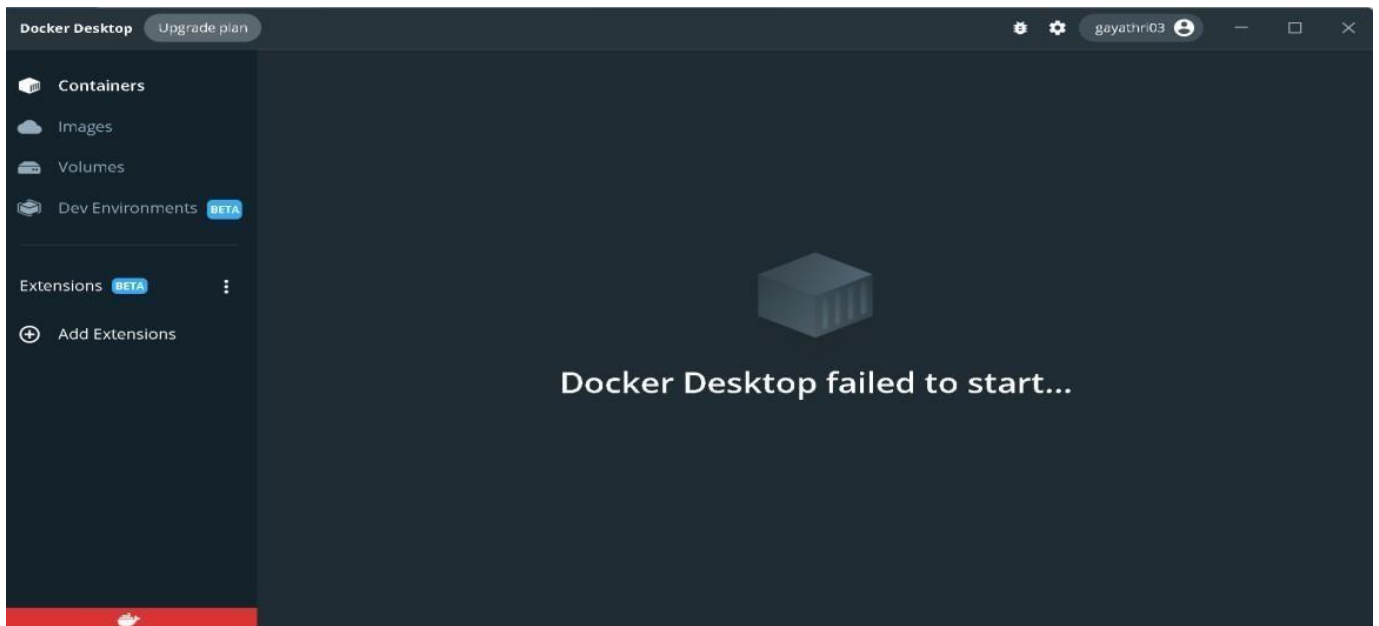 Docker Desktop Upgrade plan gayathri03
Containers
Images
Volumes
Dev Environments BETA
Extensions BETA
Add Extensions
Docker Desktop failed to start...